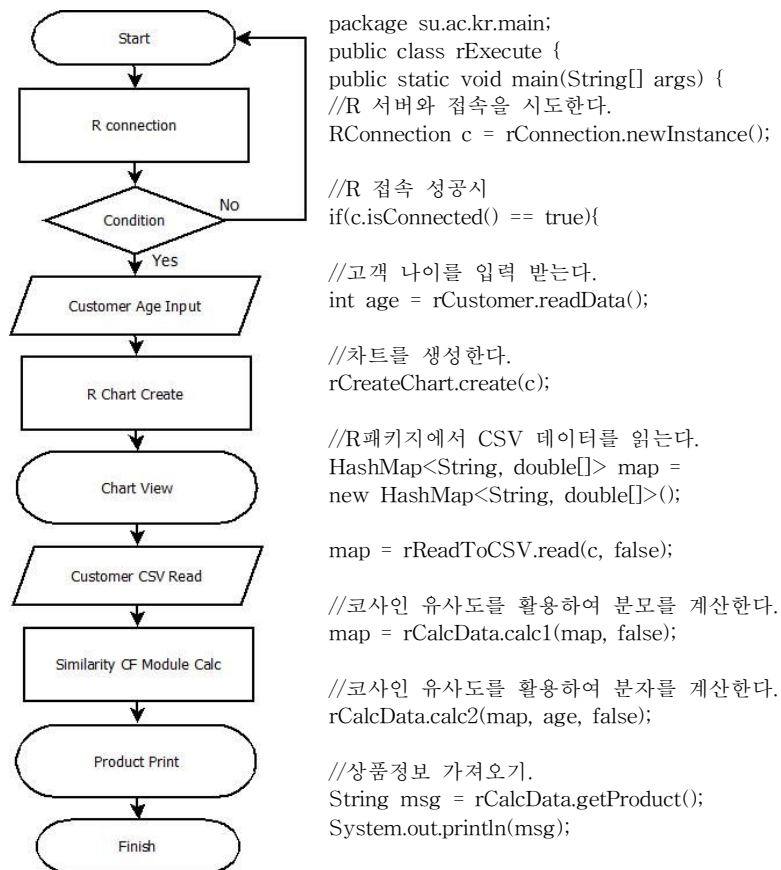 Start
R connection
Condition
No
Yes
Customer Age Input
R Chart Create
Chart View
Customer CSV Read
Similarity CF Module Calc
Product Print
Finish
package su.ac.kr.main;
public class rExecute {
public static void main(String[] args) {
//R 서버와 접속을 시도한다.
RConnection c = rConnection.newInstance();
//R 접속 성공시
if(c.isConnected() == true){
//고객 나이를 입력 받는다.
int age = rCustomer.readData();
//차트를 생성한다.
rCreateChart.create(c);
//R패키지에서 CSV 데이터를 읽는다.
HashMap<String, double[]> map =
new HashMap<String, double[]>();
map = rReadToCSV.read(c, false);
//코사인 유사도를 활용하여 분모를 계산한다.
map = rCalcData.calc1(map, false);
//코사인 유사도를 활용하여 분자를 계산한다.
rCalcData.calc2(map, age, false);
//상품정보 가져오기.
String msg = rCalcData.getProduct();
System.out.println(msg);